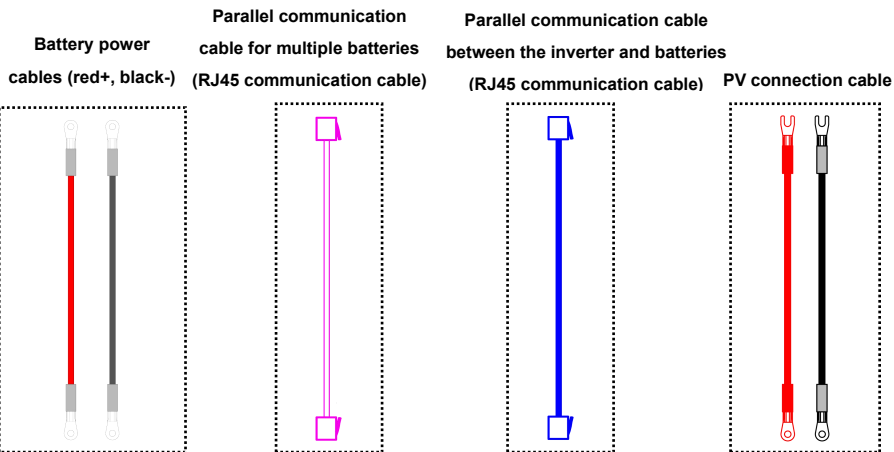 Battery power
cables (red+, black-)
Parallel communication
cable for multiple batteries
(RJ45 communication cable)
Parallel communication cable
between the inverter and batteries
(RJ45 communication cable)
PV connection cable